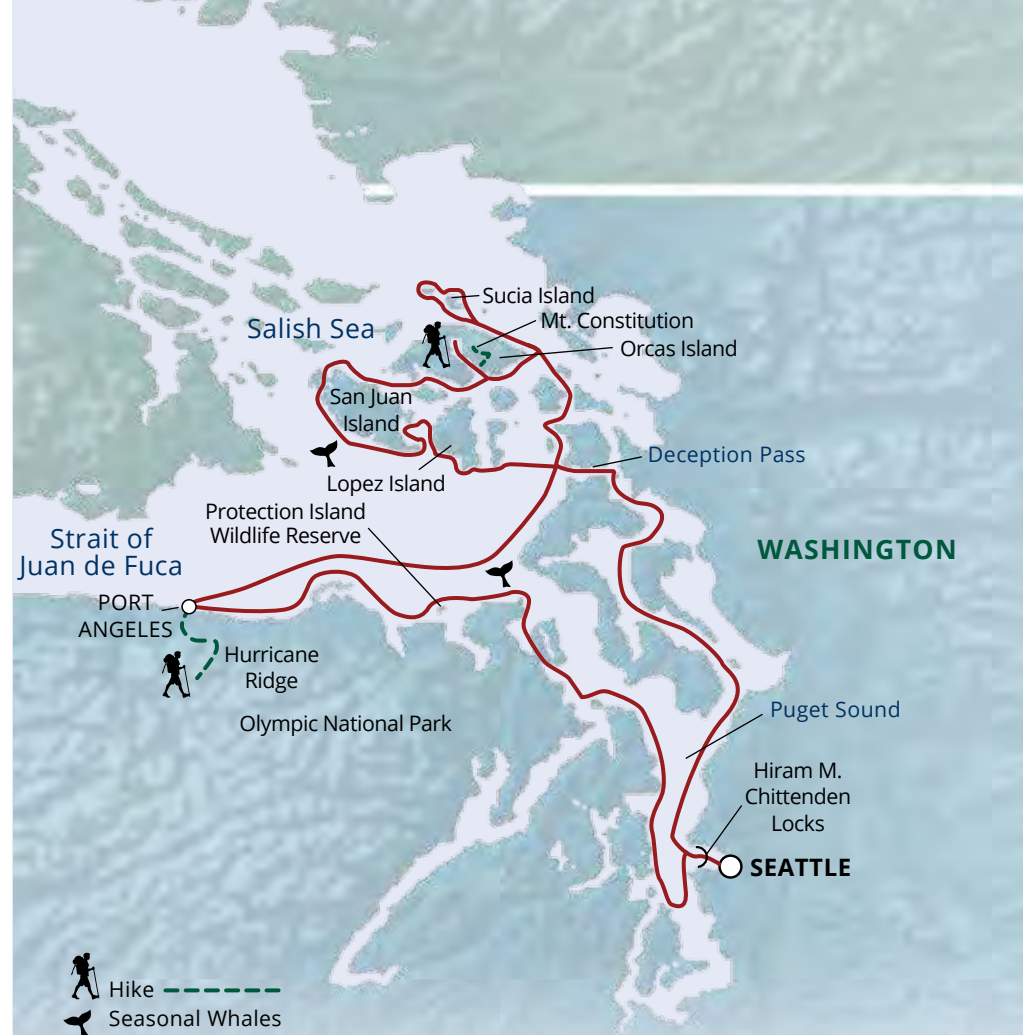 Sucia Island
Mt. Constitution
Salish Sea
Orcas Island
San Juan
Island
Deception Pass
Lopez Island
Protection Island
Wildlife Reserve
Strait of
Juan de Fuca
WASHINGTON
PORT
ANGELES
Hurricane
Ridge
Olympic National Park
Puget Sound
Hiram M.
Chittenden
Locks
SEATTLE
Hike
Seasonal Whales